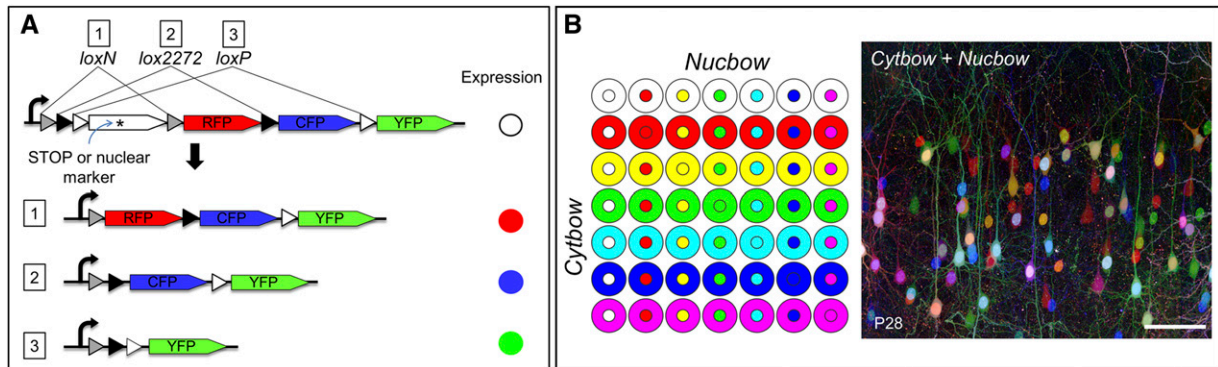 A
1 2 3
loxN lox2272 loxP
Expression
* RFP CFP YFP
STOP or nuclear
marker
1 RFP CFP YFP
2 CFP YFP
3 YFP
B
Nucbow
Cytbow
Cytbow + Nucbow
P28